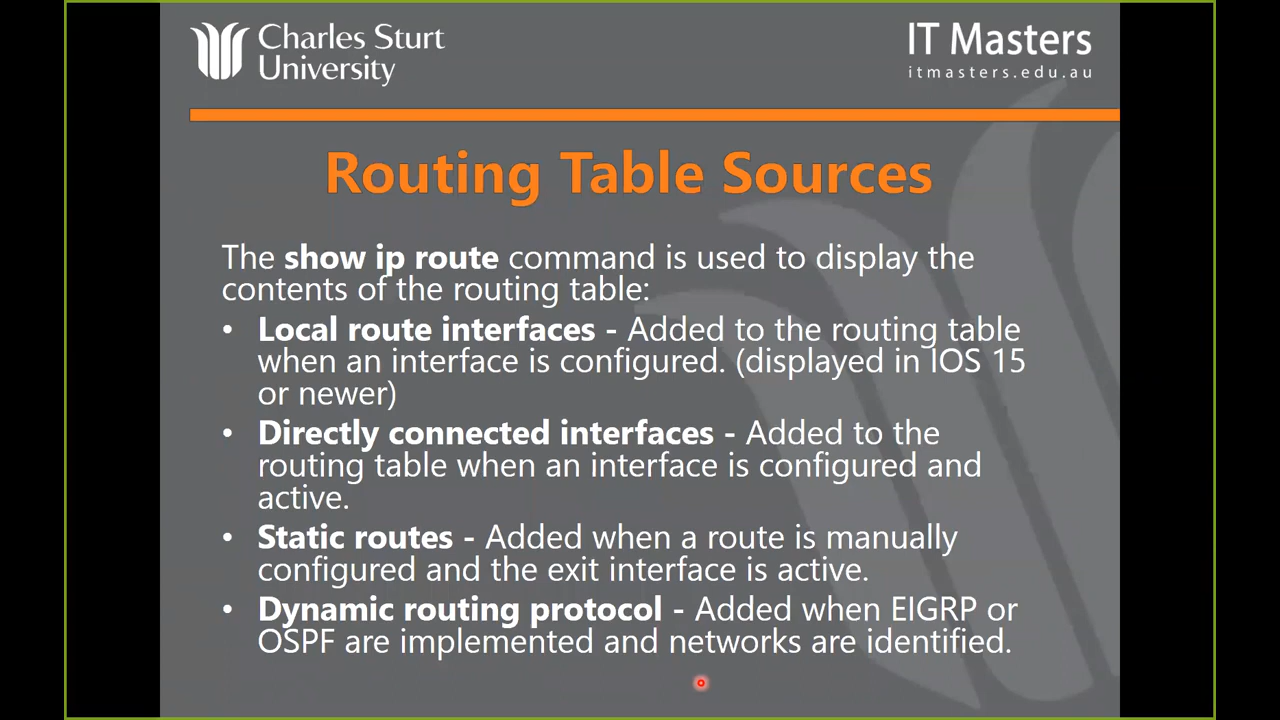 Charles Sturt
University
IT Masters
itmasters.edu.au
Routing Table Sources
The show ip route command is used to display the
contents of the routing table:
• Local route interfaces - Added to the routing table
when an interface is configured. (displayed in IOS 15
or newer)
• Directly connected interfaces - Added to the
routing table when an interface is configured and
active.
• Static routes - Added when a route is manually
configured and the exit interface is active.
• Dynamic routing protocol - Added when EIGRP or
OSPF are implemented and networks are identified.